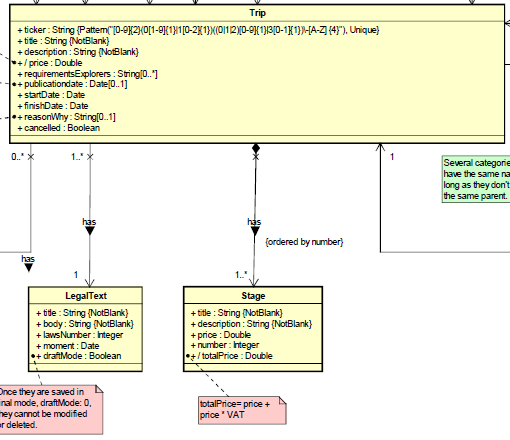 Trip
+ ticker : String {Pattern("[0-9]{2}(0[1-9]{1}|1[0-2]{1})((0|1|2)[0-9]{1}|3[0-1]{1})\-[A-Z]{4}"), Unique}
+ title : String {NotBlank}
+ description : String {NotBlank}
+ / price : Double
+ requirementsExplorers : String[0..*]
+ publicationdate : Date[0..1]
+ startDate : Date
+ finishDate : Date
+ reasonWhy : String[0..1]
+ cancelled : Boolean
0..*
1..*
1
Several categorie
have the same na
long as they don't
the same parent.
has
has
{ordered by number}
has
1
1..*
LegalText
+ title : String {NotBlank}
+ body : String {NotBlank}
+ lawsNumber : Integer
+ moment : Date
+ draftMode : Boolean
Stage
+ title : String {NotBlank}
+ description : String {NotBlank}
+ price : Double
+ number : Integer
+ / totalPrice : Double
Once they are saved in
inal mode, draftMode: 0,
hey cannot be modified
or deleted.
totalPrice= price +
price * VAT